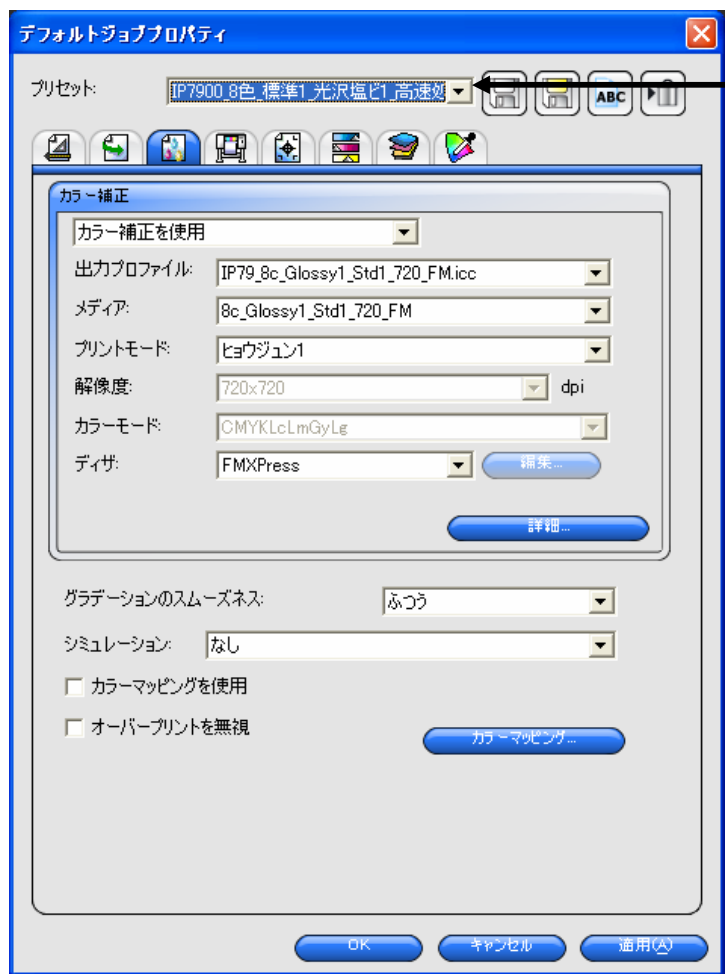 デフォルトジョブプロパティ
プリセット: IP7900_8色_標準1_光沢塩ビ1_高速処
ABC
カラー補正
カラー補正を使用
出力プロファイル: IP79_8c_Glossy1_Std1_720_FM.icc
メディア: 8c_Glossy1_Std1_720_FM
プリントモード: ヒョウジュン1
解像度: 720x720 dpi
カラーモード: CMYKLcLmGyLg
ディザ: FMXPress 編集...
詳細...
グラデーションのスムーズネス: ふつう
シミュレーション: なし
カラーマッピングを使用
オーバープリントを無視
カラーマッピング...
OK キャンセル 適用(A)